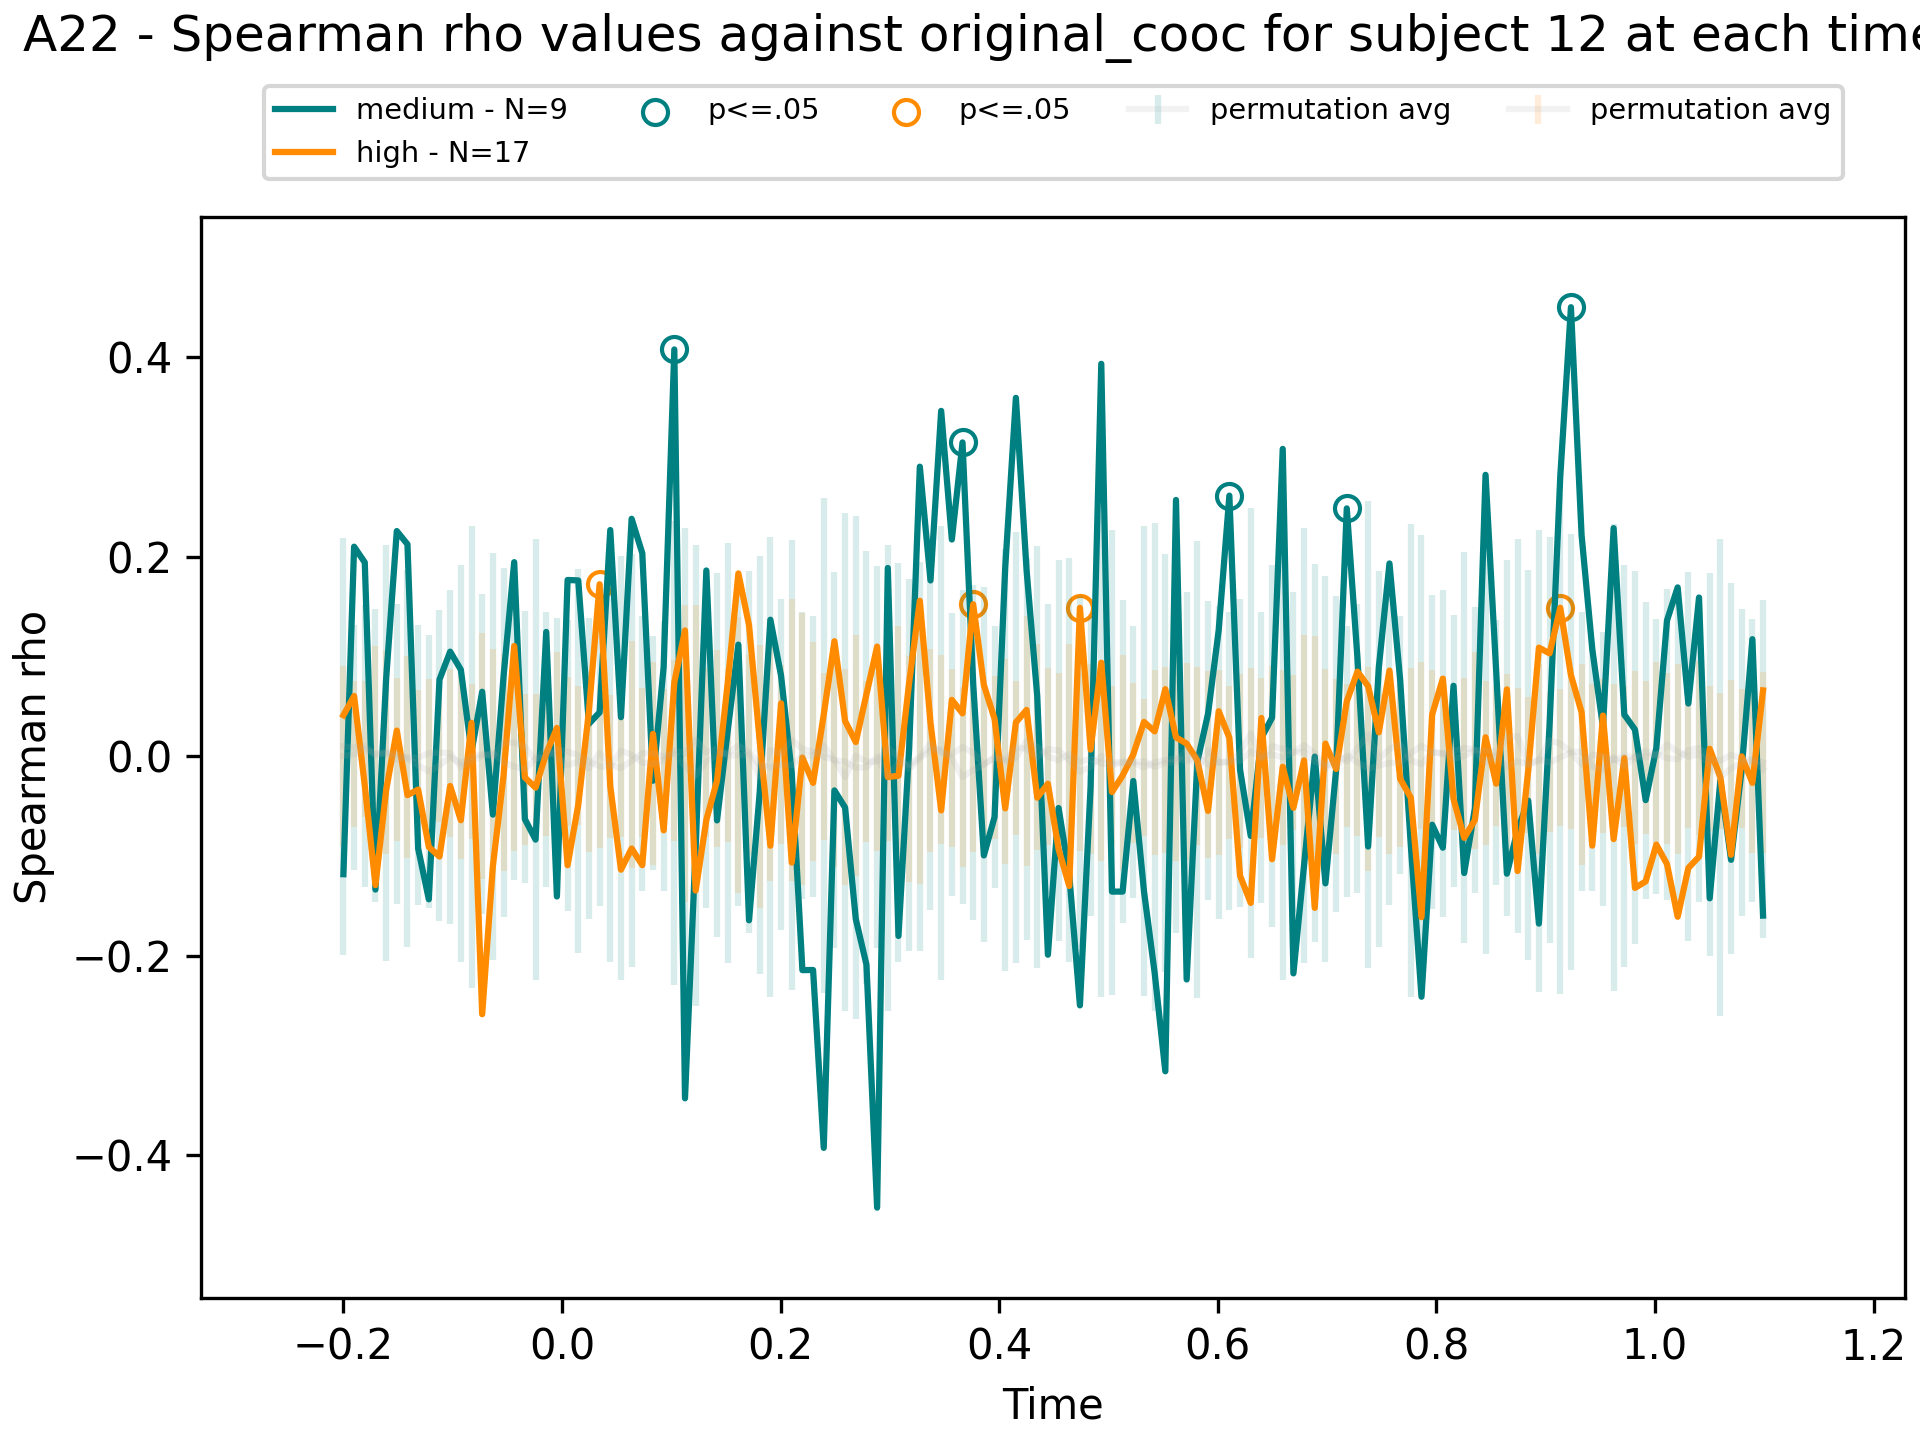 A22 - Spearman rho values against original_cooc for subject 12 at each time
medium - N=9 p<=.05 p<=.05 permutation avg permutation avg
high - N=17
0.4
0.2
0.0
−0.2
−0.4
Spearman rho
−0.2 0.0 0.2 0.4 0.6 0.8 1.0 1.2
Time